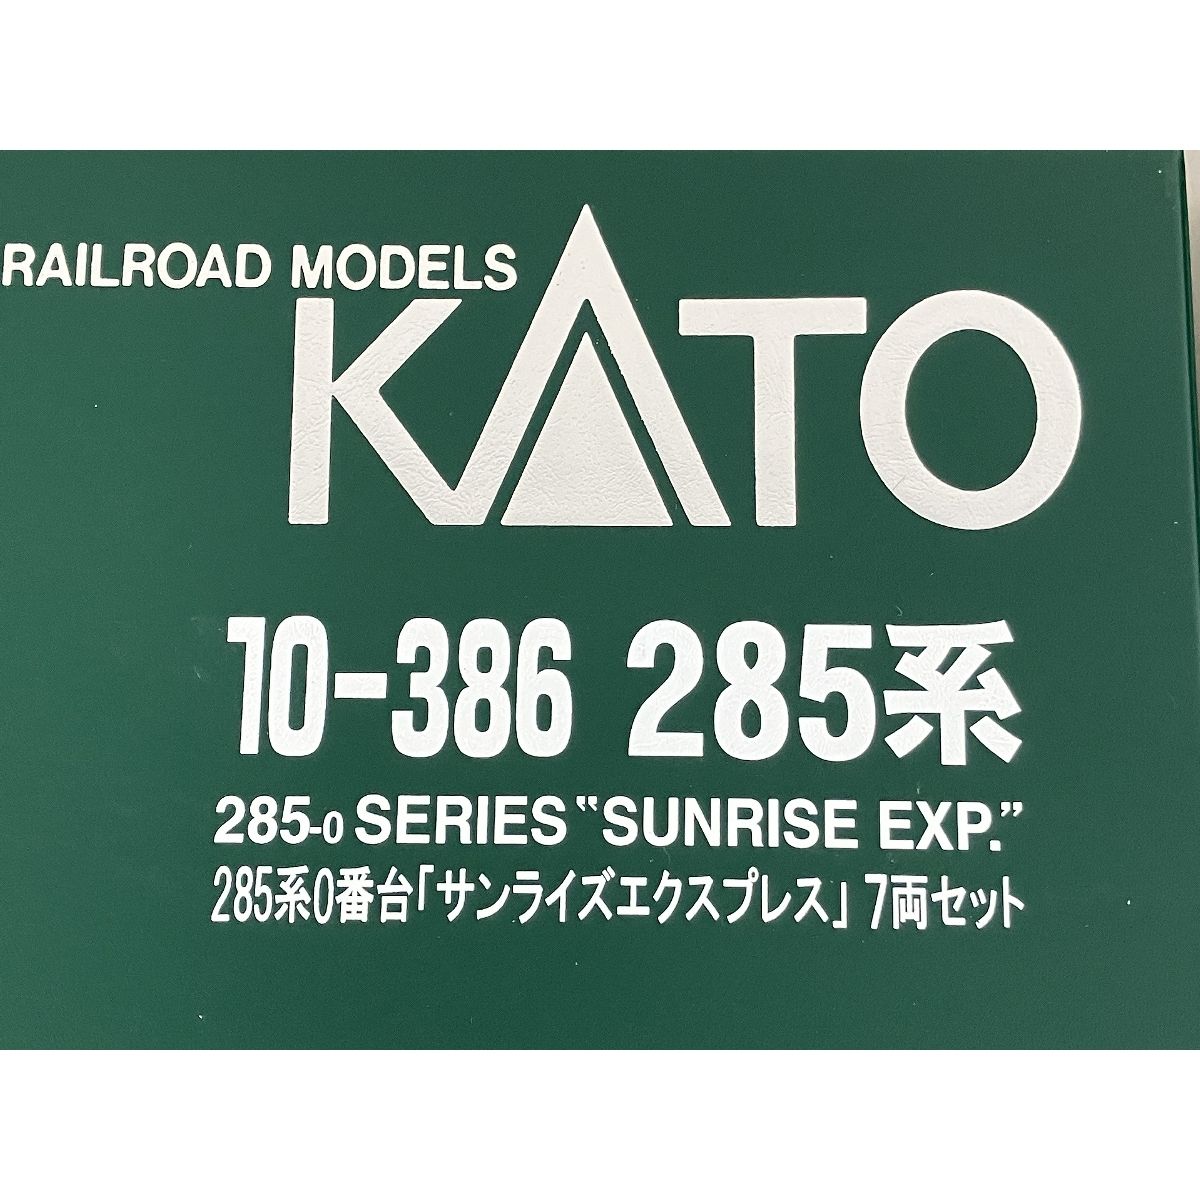 RAILROAD MODELS
KATO
10-386 285系
285-0 SERIES "SUNRISE EXP."
285系0番台「サンライズエクスプレス」7両セット